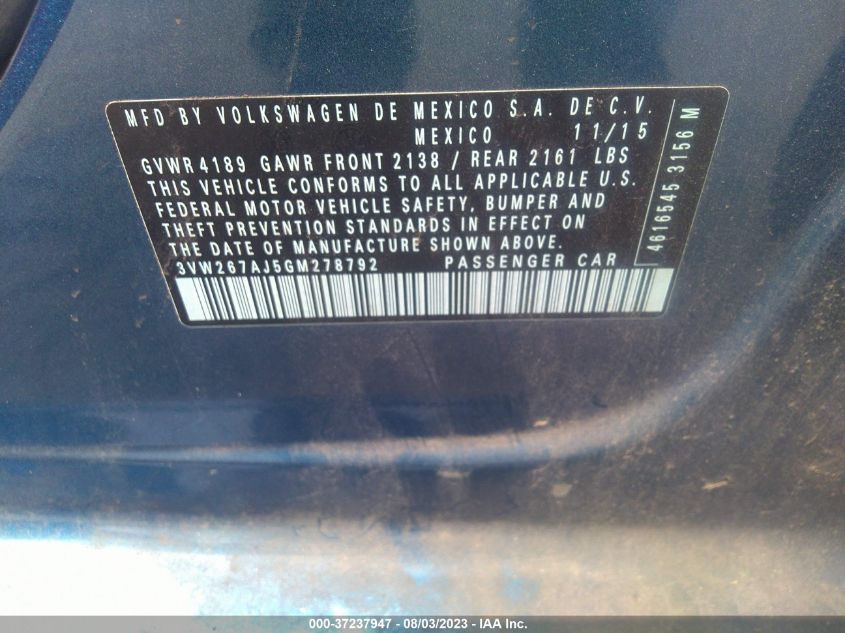 MFD BY VOLKSWAGEN DE MEXICO S.A. DE C.V.
MEXICO 11/15
GVWR 4189 GAWR FRONT 2138 / REAR 2161 LBS
THIS VEHICLE CONFORMS TO ALL APPLICABLE U.S.
FEDERAL MOTOR VEHICLE SAFETY, BUMPER AND
THEFT PREVENTION STANDARDS IN EFFECT ON
THE DATE OF MANUFACTURE SHOWN ABOVE.
3VW267AJ5GM278792 PASSENGER CAR
4616545 3156 M
000-37237947 - 08/03/2023 - IAA Inc.